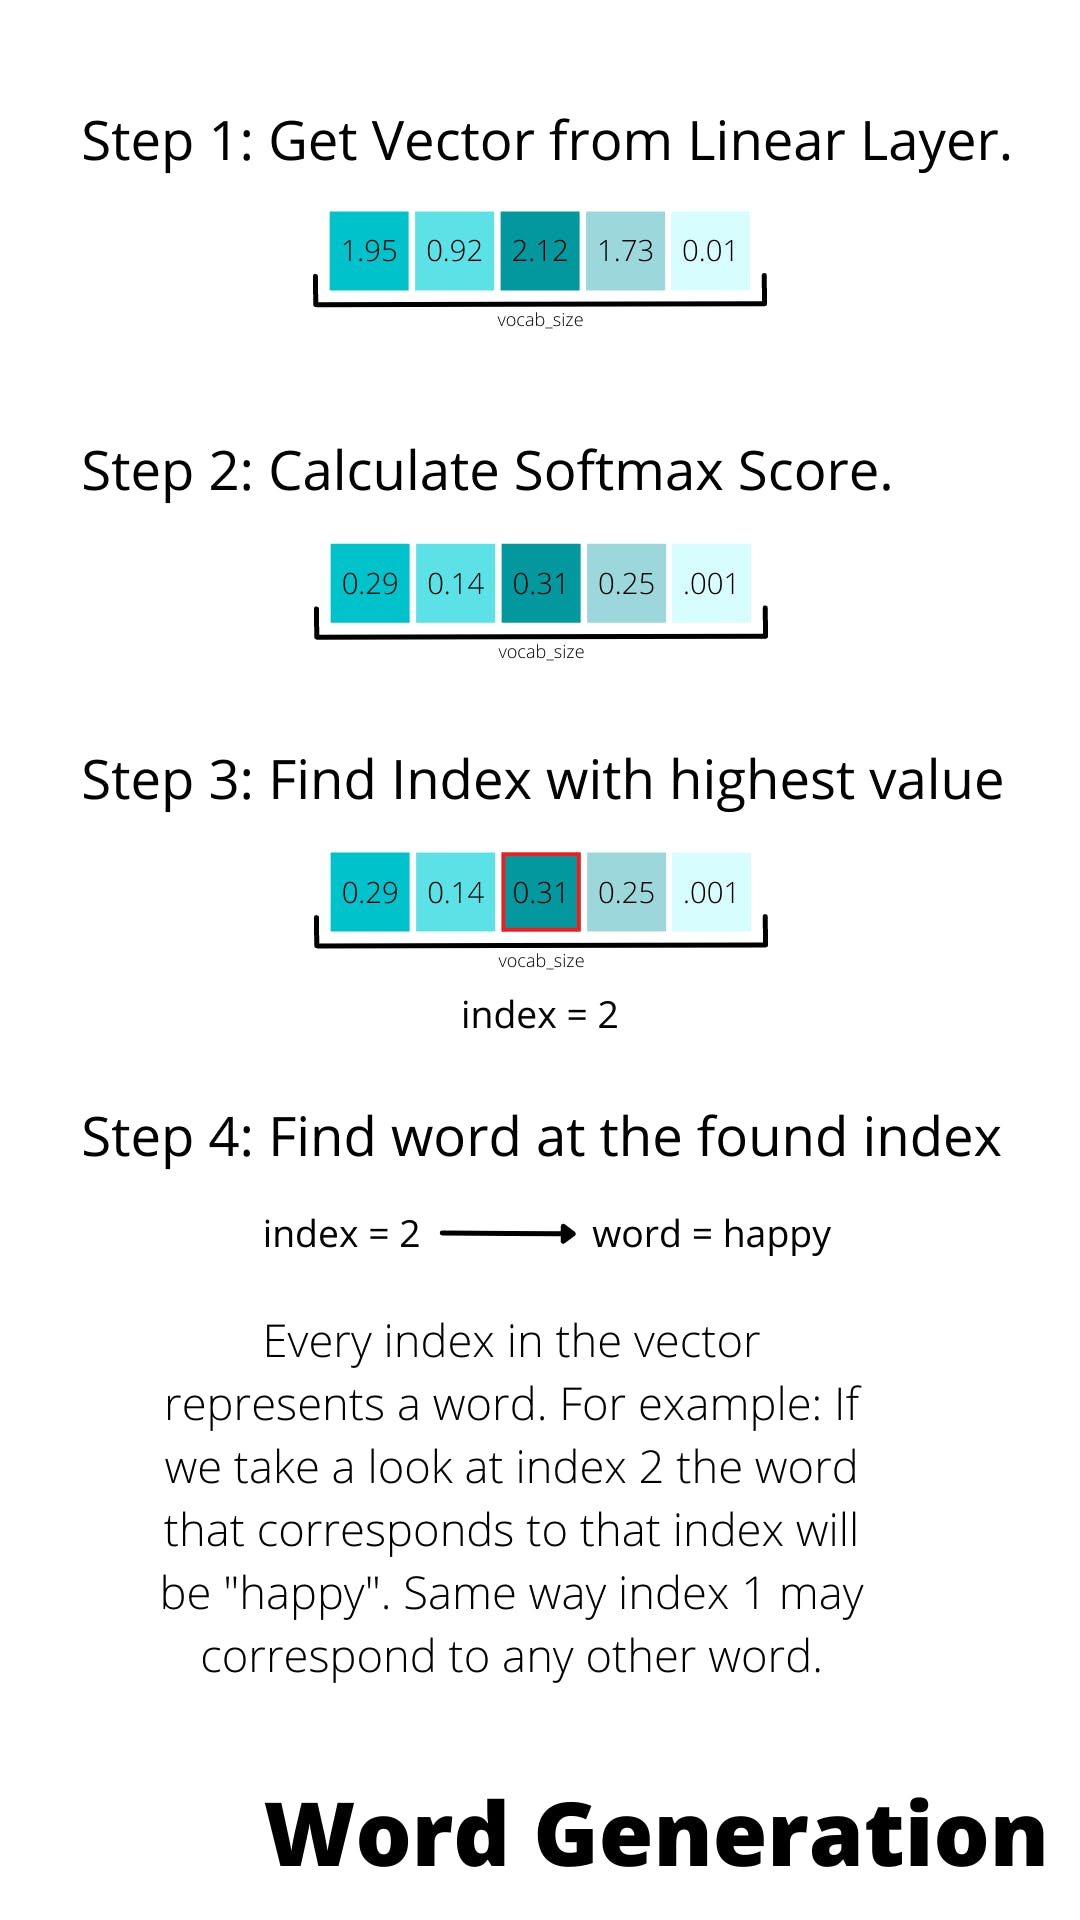 Step 1: Get Vector from Linear Layer.
1.95 0.92 2.12 1.73 0.01
vocab_size
Step 2: Calculate Softmax Score.
0.29 0.14 0.31 0.25 .001
vocab_size
Step 3: Find Index with highest value
0.29 0.14 0.31 0.25 .001
vocab_size
index = 2
Step 4: Find word at the found index
index = 2 word = happy
Every index in the vector
represents a word. For example: If
we take a look at index 2 the word
that corresponds to that index will
be "happy". Same way index 1 may
correspond to any other word.
Word Generation